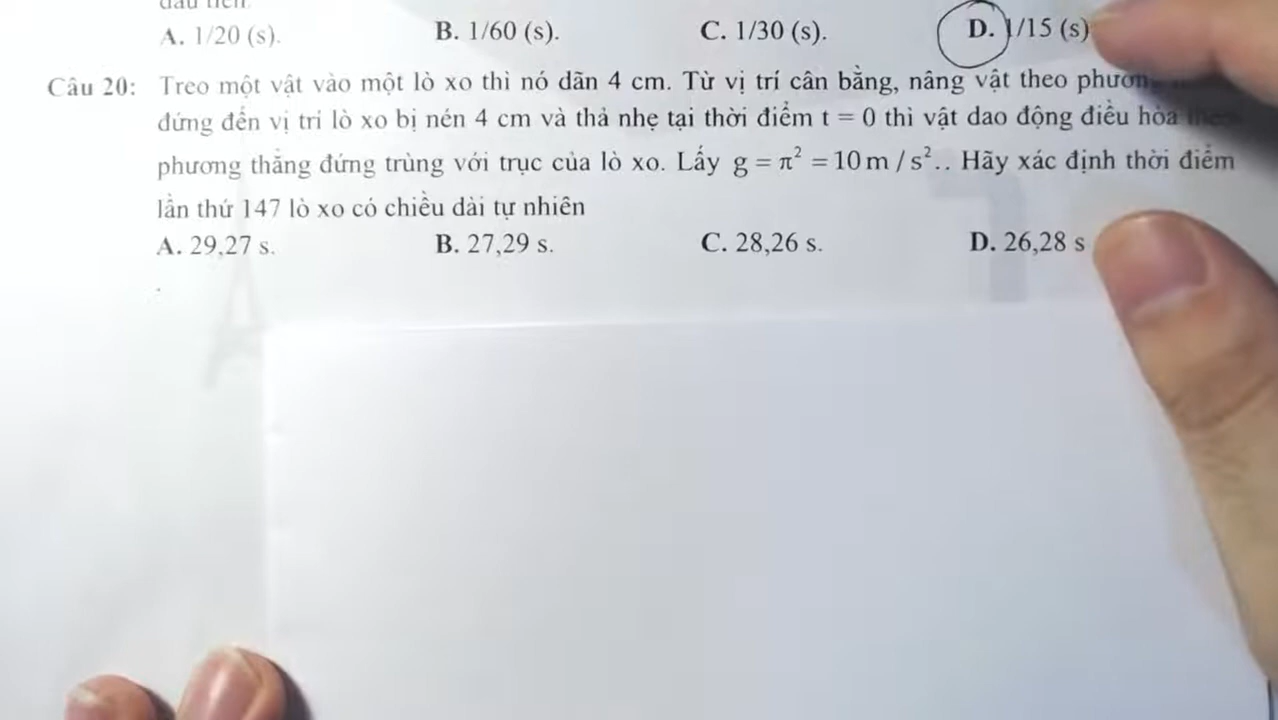 A. 1/20 (s). B. 1/60 (s). C. 1/30 (s). D. 1/15 (s)
Câu 20: Treo một vật vào một lò xo thì nó dãn 4 cm. Từ vị trí cân bằng, nâng vật theo
đứng đến vị trí lò xo bị nén 4 cm và thả nhẹ tại thời điểm t = 0 thì vật dao động điều hòa
phương thẳng đứng trùng với trục của lò xo. Lấy g = π² = 10 m / s².. Hãy xác định thời điểm
lần thứ 147 lò xo có chiều dài tự nhiên
A. 29,27 s. B. 27,29 s. C. 28,26 s. D. 26,28 s